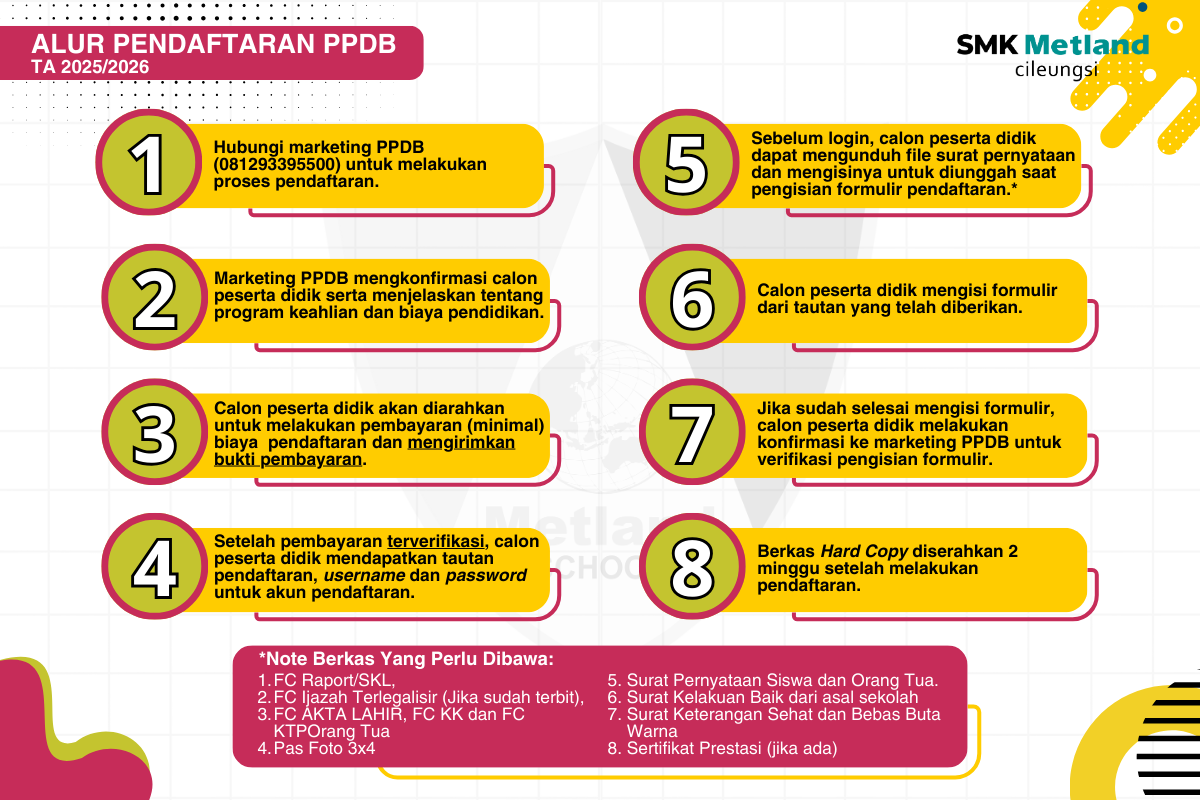 ALUR PENDAFTARAN PPDB
TA 2025/2026
SMK Metland
cileungsi
1
Hubungi marketing PPDB
(081293395500) untuk melakukan
proses pendaftaran.
2
Marketing PPDB mengkonfirmasi calon
peserta didik serta menjelaskan tentang
program keahlian dan biaya pendidikan.
3
Calon peserta didik akan diarahkan
untuk melakukan pembayaran (minimal)
biaya  pendaftaran dan mengirimkan
bukti pembayaran.
4
Setelah pembayaran terverifikasi, calon
peserta didik mendapatkan tautan
pendaftaran, username dan password
untuk akun pendaftaran.
5
Sebelum login, calon peserta didik
dapat mengunduh file surat pernyataan
dan mengisinya untuk diunggah saat
pengisian formulir pendaftaran.*
6
Calon peserta didik mengisi formulir
dari tautan yang telah diberikan.
7
Jika sudah selesai mengisi formulir,
calon peserta didik melakukan
konfirmasi ke marketing PPDB untuk
verifikasi pengisian formulir.
8
Berkas Hard Copy diserahkan 2
minggu setelah melakukan
pendaftaran.
*Note Berkas Yang Perlu Dibawa:
1. FC Raport/SKL,
2. FC Ijazah Terlegalisir (Jika sudah terbit),
3. FC AKTA LAHIR, FC KK dan FC
KTPOrang Tua
4. Pas Foto 3x4
5. Surat Pernyataan Siswa dan Orang Tua.
6. Surat Kelakuan Baik dari asal sekolah
7. Surat Keterangan Sehat dan Bebas Buta
Warna
8. Sertifikat Prestasi (jika ada)